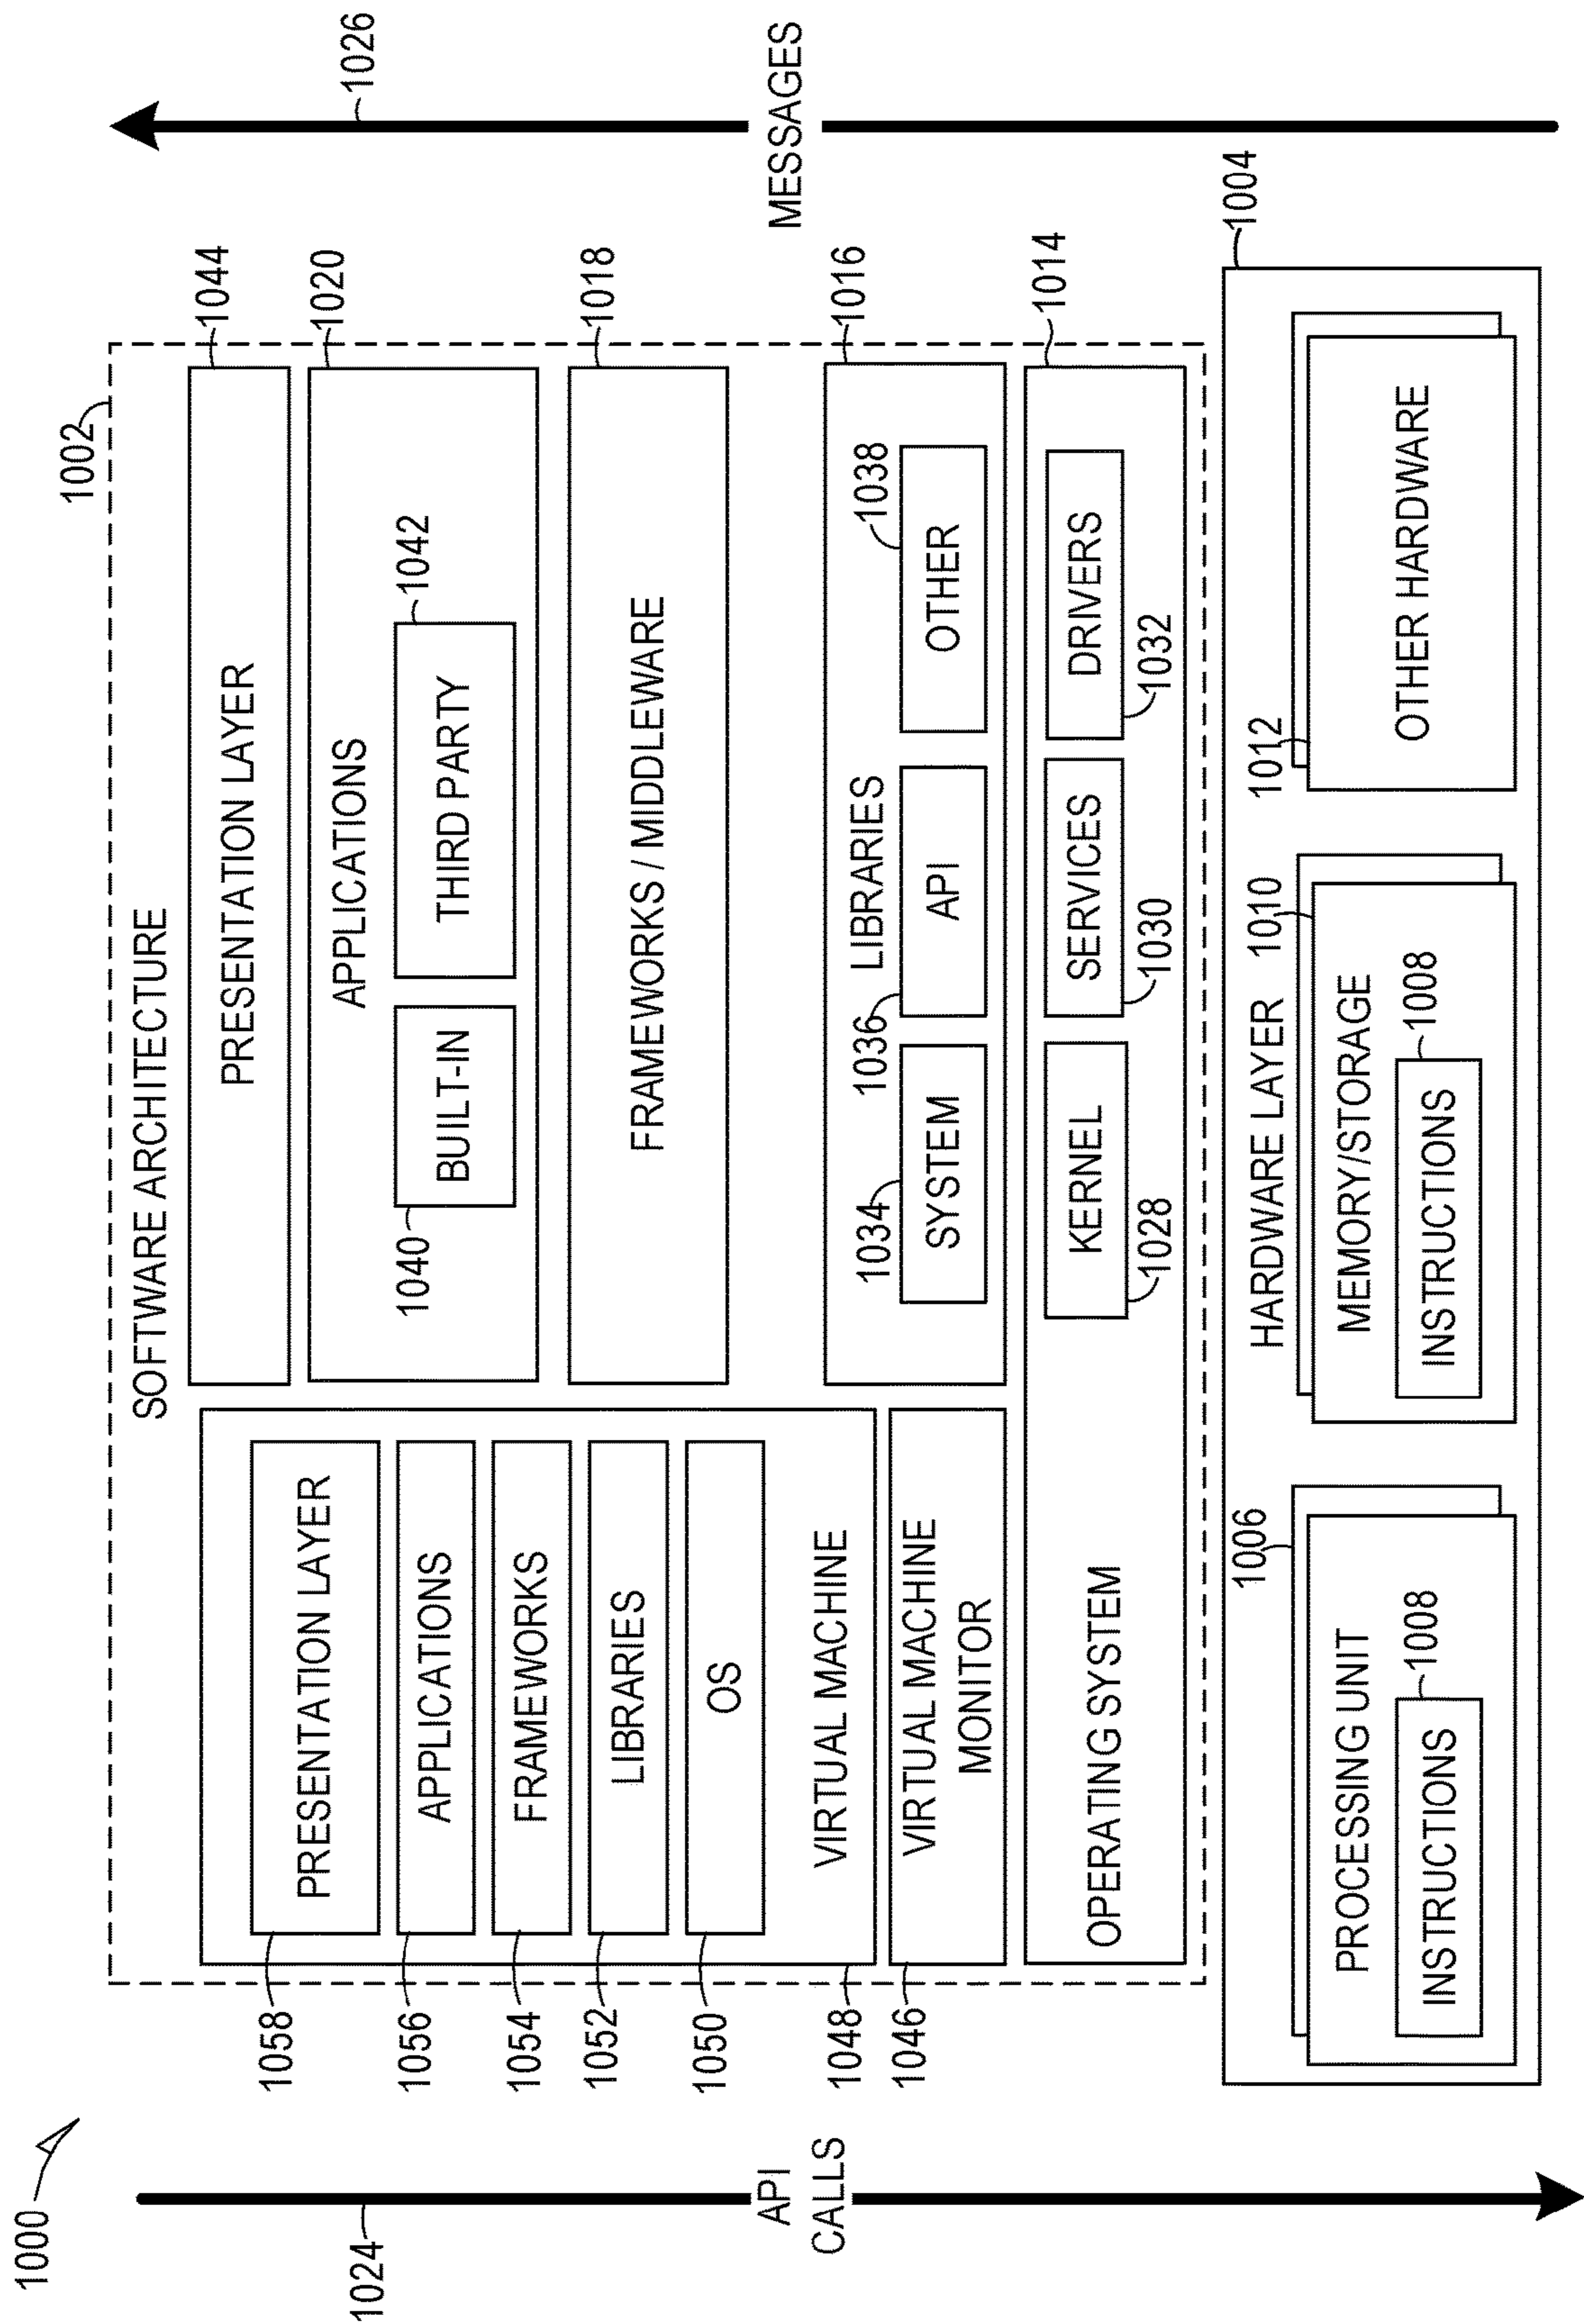 1000
1002
SOFTWARE ARCHITECTURE
1024
API
CALLS
1026
MESSAGES
PRESENTATION LAYER
1044
APPLICATIONS
1020
BUILT-IN
1040
THIRD PARTY
1042
FRAMEWORKS / MIDDLEWARE
1018
LIBRARIES
1016
1034
SYSTEM
1036
API
1038
OTHER
1058
PRESENTATION LAYER
1056
APPLICATIONS
1054
FRAMEWORKS
1052
LIBRARIES
1050
OS
1048
VIRTUAL MACHINE
1046
VIRTUAL MACHINE
MONITOR
OPERATING SYSTEM
1014
KERNEL
1028
SERVICES
1030
DRIVERS
1032
HARDWARE LAYER
1004
1006
PROCESSING UNIT
INSTRUCTIONS
1008
1010
MEMORY/STORAGE
INSTRUCTIONS
1008
1012
OTHER HARDWARE